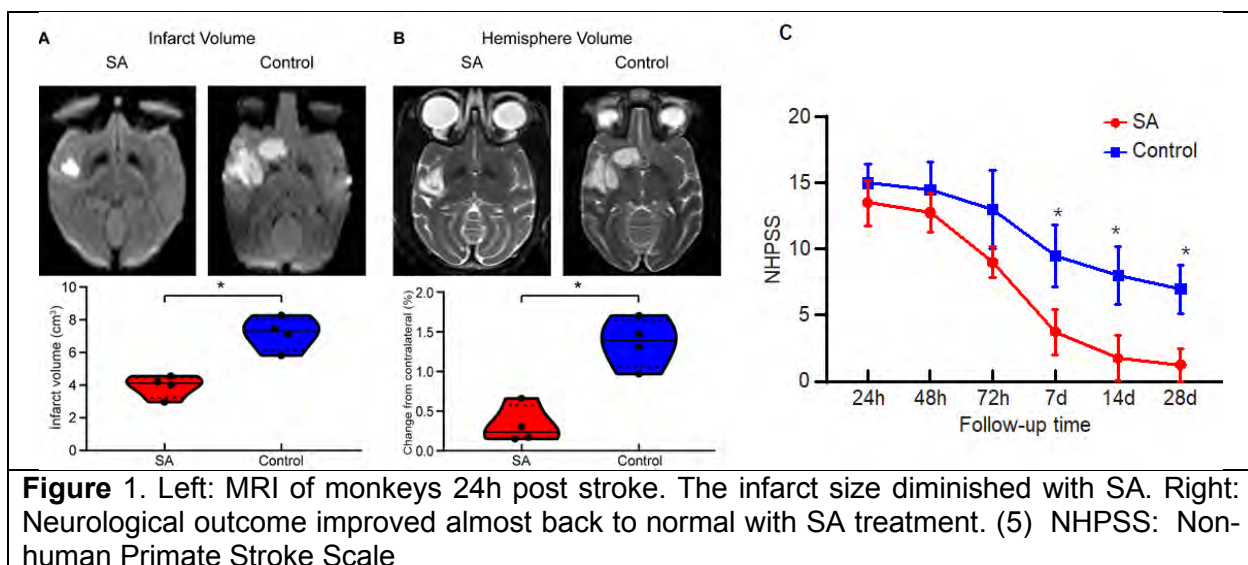 A Infarct Volume
SA Control
B Hemisphere Volume
SA Control
C
infarct volume (cm³)
10
8
6
4
2
0
SA Control
*
Change from contralateral (%)
2.0
1.5
1.0
0.5
0.0
SA Control
*
NHPSS
20
15
10
5
0
SA
Control
* * *
24h 48h 72h 7d 14d 28d
Follow-up time
Figure 1. Left: MRI of monkeys 24h post stroke. The infarct size diminished with SA. Right:
Neurological outcome improved almost back to normal with SA treatment. (5) NHPSS: Non-
human Primate Stroke Scale